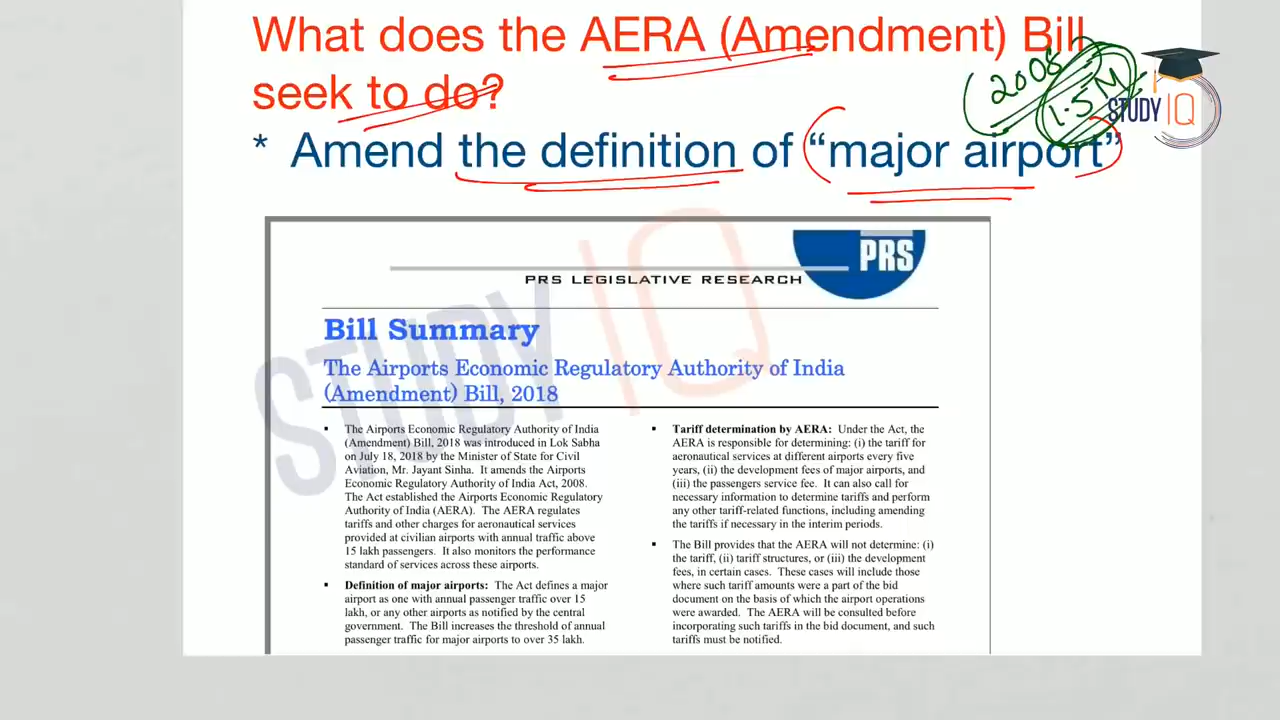 What does the AERA (Amendment) Bill
seek to do?
2008
1.5 M
STUDY IQ
* Amend the definition of “major airport”
PRS
PRS LEGISLATIVE RESEARCH
Bill Summary
The Airports Economic Regulatory Authority of India
(Amendment) Bill, 2018
▪ The Airports Economic Regulatory Authority of India
(Amendment) Bill, 2018 was introduced in Lok Sabha
on July 18, 2018 by the Minister of State for Civil
Aviation, Mr. Jayant Sinha. It amends the Airports
Economic Regulatory Authority of India Act, 2008.
The Act established the Airports Economic Regulatory
Authority of India (AERA). The AERA regulates
tariffs and other charges for aeronautical services
provided at civilian airports with annual traffic above
15 lakh passengers. It also monitors the performance
standard of services across these airports.
▪ Definition of major airports: The Act defines a major
airport as one with annual passenger traffic over 15
lakh, or any other airports as notified by the central
government. The Bill increases the threshold of annual
passenger traffic for major airports to over 35 lakh.
▪ Tariff determination by AERA: Under the Act, the
AERA is responsible for determining: (i) the tariff for
aeronautical services at different airports every five
years, (ii) the development fees of major airports, and
(iii) the passengers service fee. It can also call for
necessary information to determine tariffs and perform
any other tariff-related functions, including amending
the tariffs if necessary in the interim periods.
▪ The Bill provides that the AERA will not determine: (i)
the tariff, (ii) tariff structures, or (iii) the development
fees, in certain cases. These cases will include those
where such tariff amounts were a part of the bid
document on the basis of which the airport operations
were awarded. The AERA will be consulted before
incorporating such tariffs in the bid document, and such
tariffs must be notified.
STUDY IQ